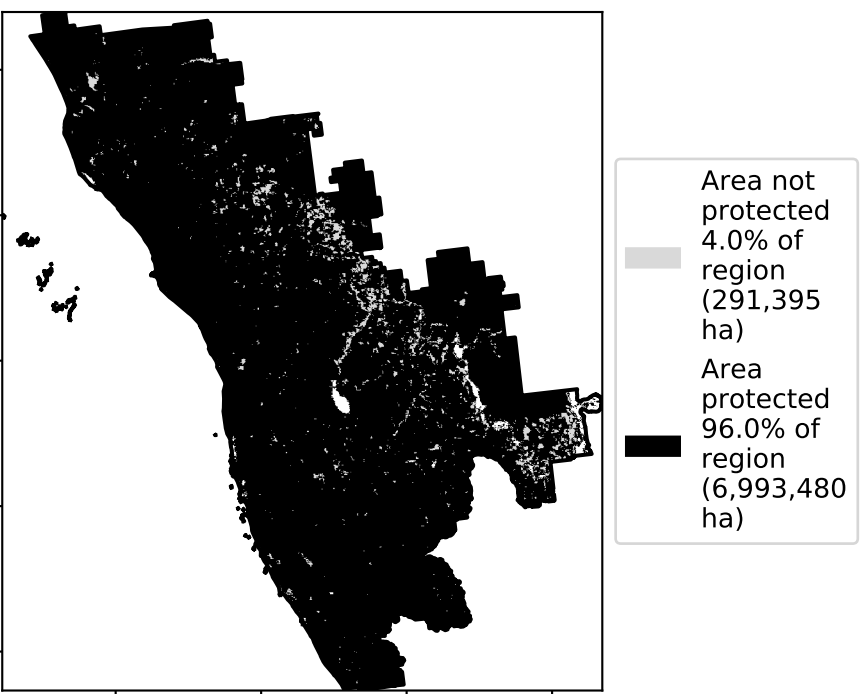 Area not
protected
4.0% of
region
(291,395
ha)
Area
protected
96.0% of
region
(6,993,480
ha)